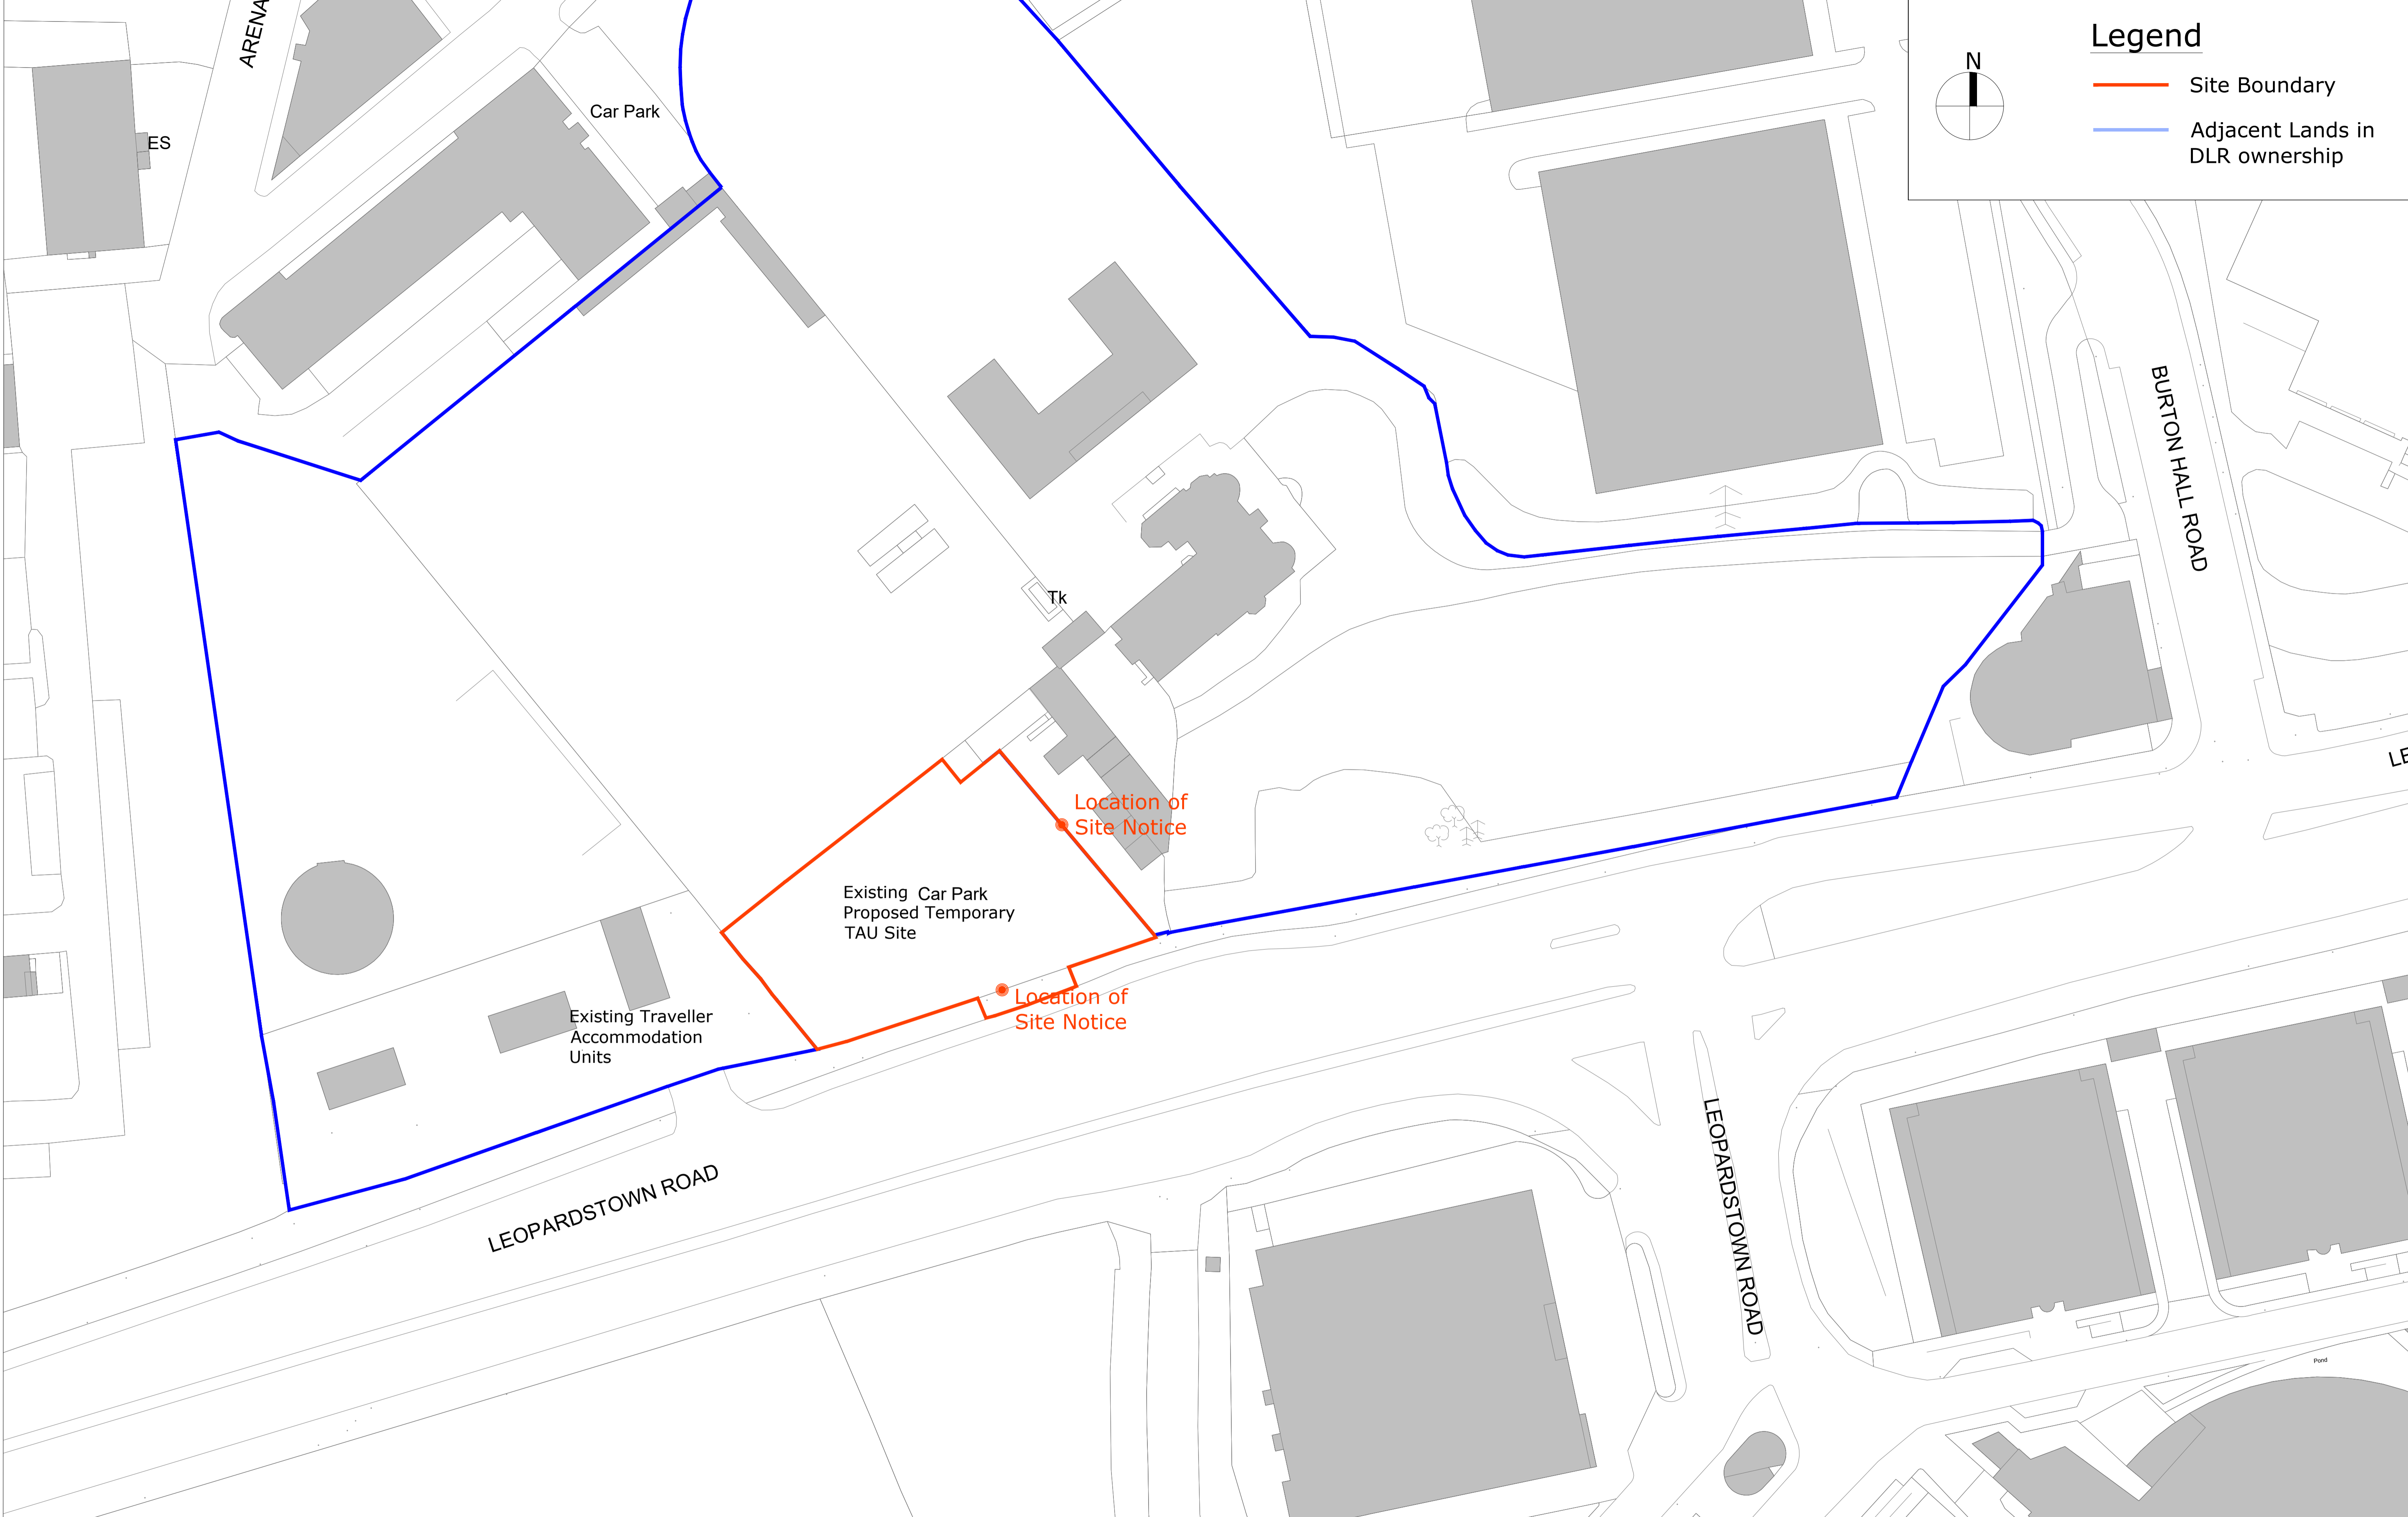 ARENA
N
Legend
Site Boundary
Adjacent Lands in
DLR ownership
Car Park
ES
BURTON HALL ROAD
Tk
LE
Location of
Site Notice
Existing Car Park
Proposed Temporary
TAU Site
Location of
Site Notice
Existing Traveller
Accommodation
Units
LEOPARDSTOWN ROAD
LEOPARDSTOWN ROAD
Pond